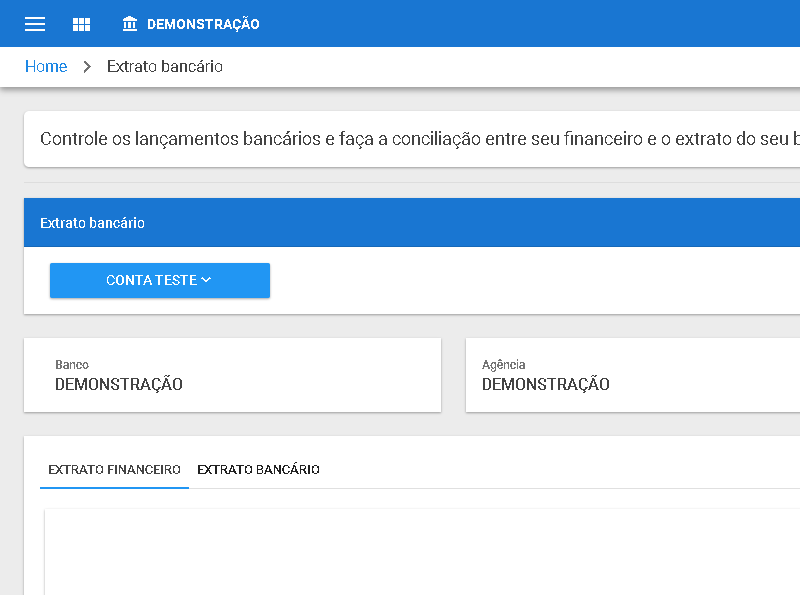 DEMONSTRAÇÃO
Home > Extrato bancário
Controle os lançamentos bancários e faça a conciliação entre seu financeiro e o extrato do seu
Extrato bancário
CONTA TESTE
Banco
DEMONSTRAÇÃO
Agência
DEMONSTRAÇÃO
EXTRATO FINANCEIRO
EXTRATO BANCÁRIO